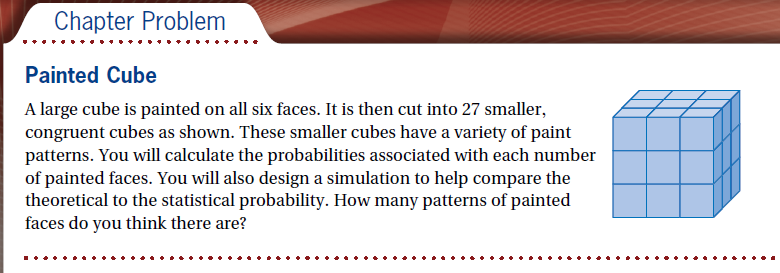 Chapter Problem
Painted Cube
A large cube is painted on all six faces. It is then cut into 27 smaller,
congruent cubes as shown. These smaller cubes have a variety of paint
patterns. You will calculate the probabilities associated with each number
of painted faces. You will also design a simulation to help compare the
theoretical to the statistical probability. How many patterns of painted
faces do you think there are?